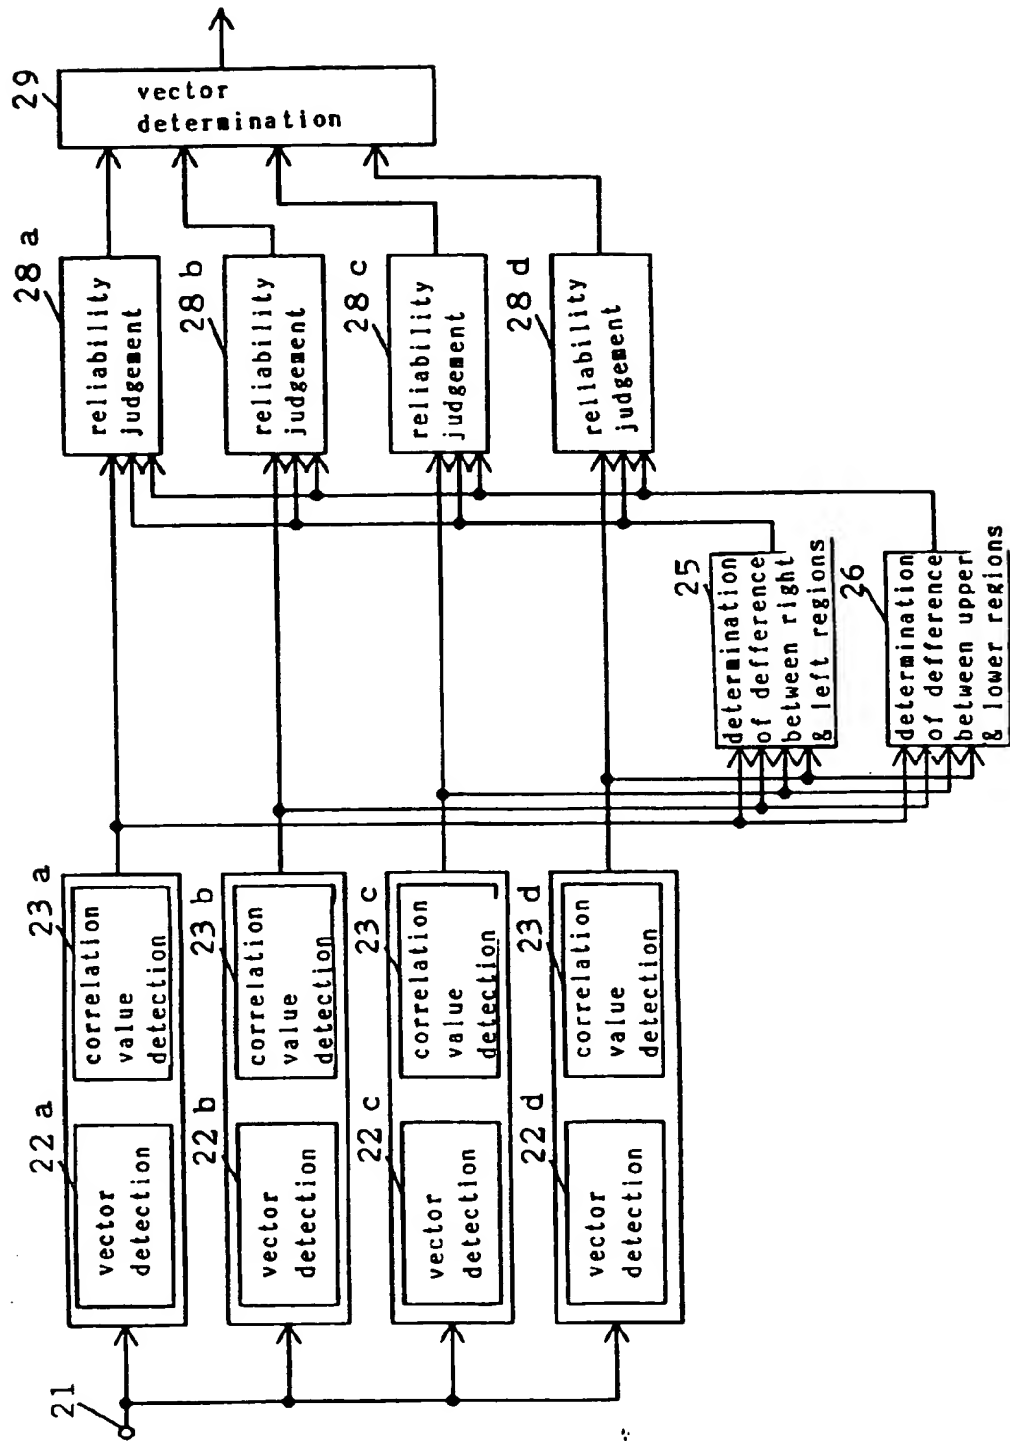 21
22 a
vector
detection
23 a
correlation
value
detection
22 b
vector
detection
23 b
correlation
value
detection
22 c
vector
detection
23 c
correlation
value
detection
22 d
vector
detection
23 d
correlation
value
detection
25
determination
of defference
between right
& left regions
26
determination
of defference
between upper
& lower regions
28 a
reliability
judgement
28 b
reliability
judgement
28 c
reliability
judgement
28 d
reliability
judgement
29
vector
determination